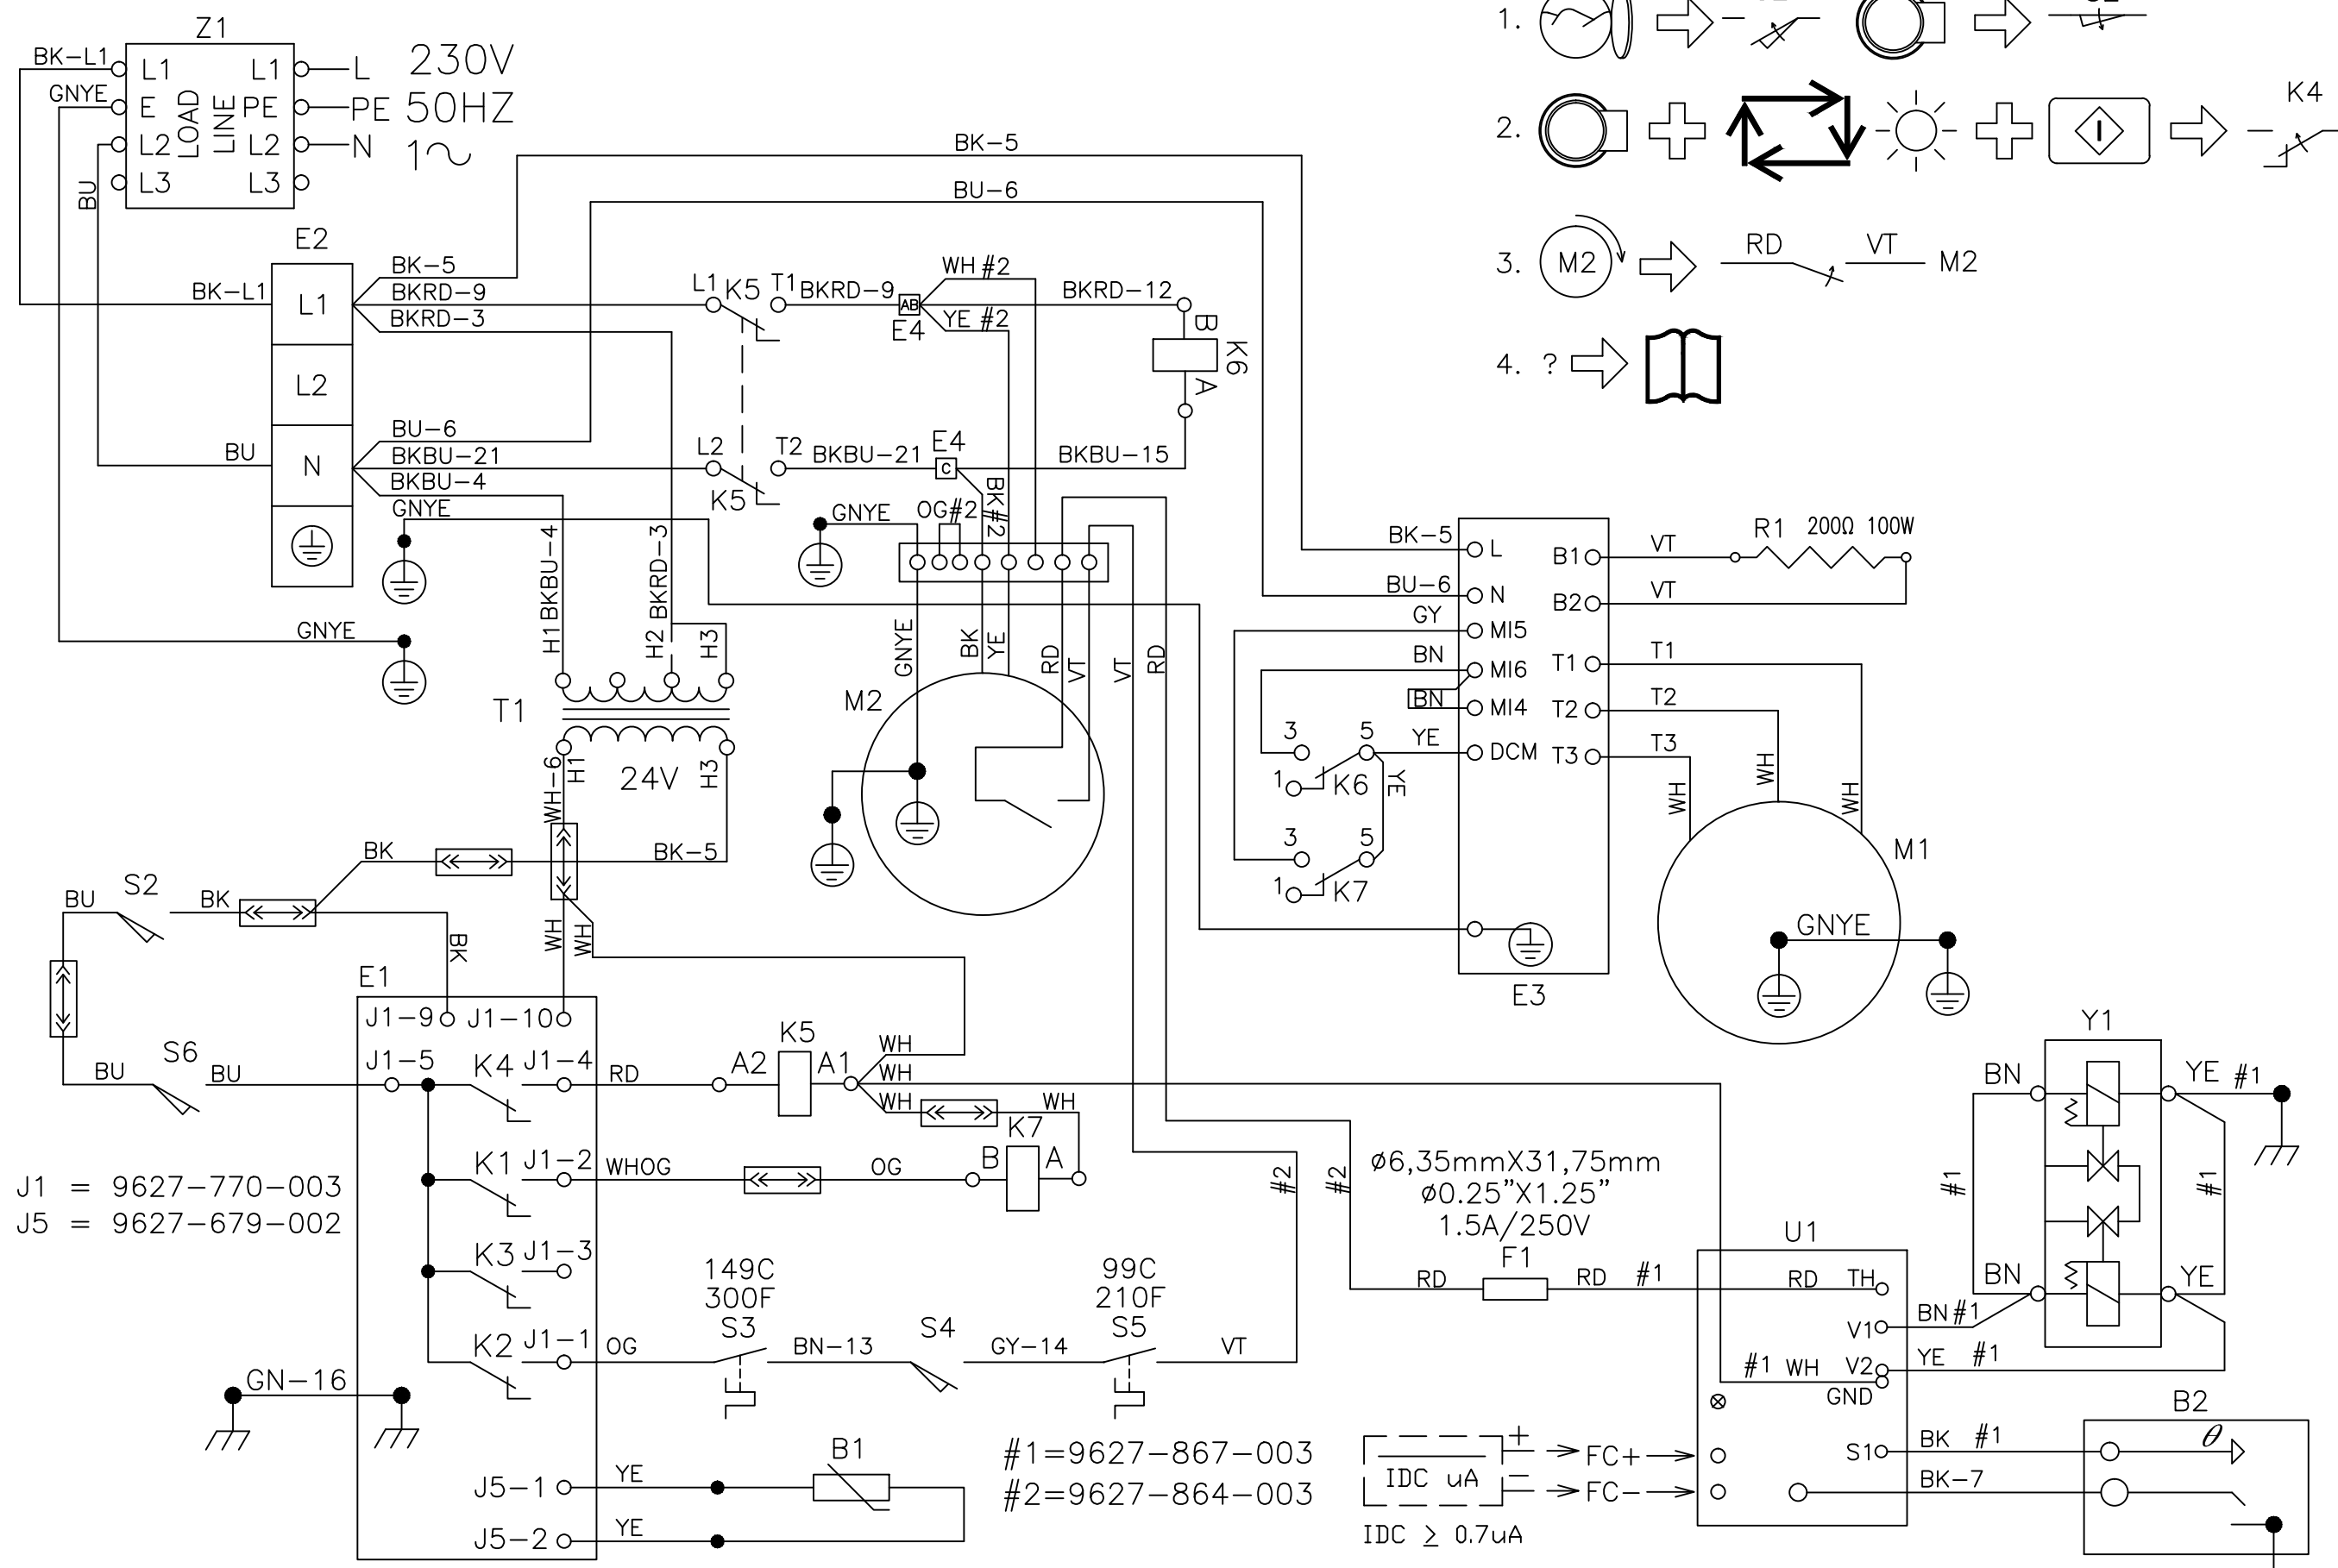 Z1
BK-L1
GNYE
BU
L1 L1 L
E PE PE
L2 L2 N
L3 L3
LOAD
LINE
230V
50HZ
1
E2
BK-L1 L1
L2
BU N
BK-5
BKRD-9
BKRD-3
BU-6
BKBU-21
BKBU-4
GNYE
GNYE
BK-5
BU-6
L1 K5 T1 BKRD-9 AB
E4
WH #2
YE #2
BKRD-12
B
K6
A
L2 T2 BKBU-21 C BKBU-15
K5
E4
GNYE OG#2 BK#2
H1 BKBU-4
H2 BKRD-3
H3
T1
24V
WH-6
H1
H3
BK-5
GNYE
BK
YE
RD
VT
VT
RD
M2
1.
2. K4
3. M2 RD VT M2
4. ?
BK-5 L
BU-6 N
GY MI5
BN MI6
BN MI4
YE DCM
B1 VT R1 200Ω 100W
B2 VT
T1 T1
T2 T2
T3 T3
WH
WH
WH
M1
GNYE
3 5
1 K6
YE
3 5
1 K7
E3
BK
BU S2 BK
BK
WH
WH
E1
J1-9 J1-10
BU S6 BU
J1-5 K4 J1-4 RD A2 K5 A1
WH
WH
WH WH
K1 J1-2 WHOG OG B K7 A
K3 J1-3
K2 J1-1 OG
149C
300F
S3
BN-13 S4 GY-14
99C
210F
S5
VT
#2
#2
J1 = 9627-770-003
J5 = 9627-679-002
GN-16
J5-1 YE B1
J5-2 YE
#1=9627-867-003
#2=9627-864-003
ø6,35mmX31,75mm
ø0.25”X1.25”
1.5A/250V
F1
RD RD #1 RD TH
U1
V1 BN #1
#1 WH V2 YE #1
GND
S1 BK #1
BK-7
Y1
BN YE #1
#1 #1
BN YE
B2
θ
+
IDC uA
−
FC+
FC−
IDC ≥ 0.7uA